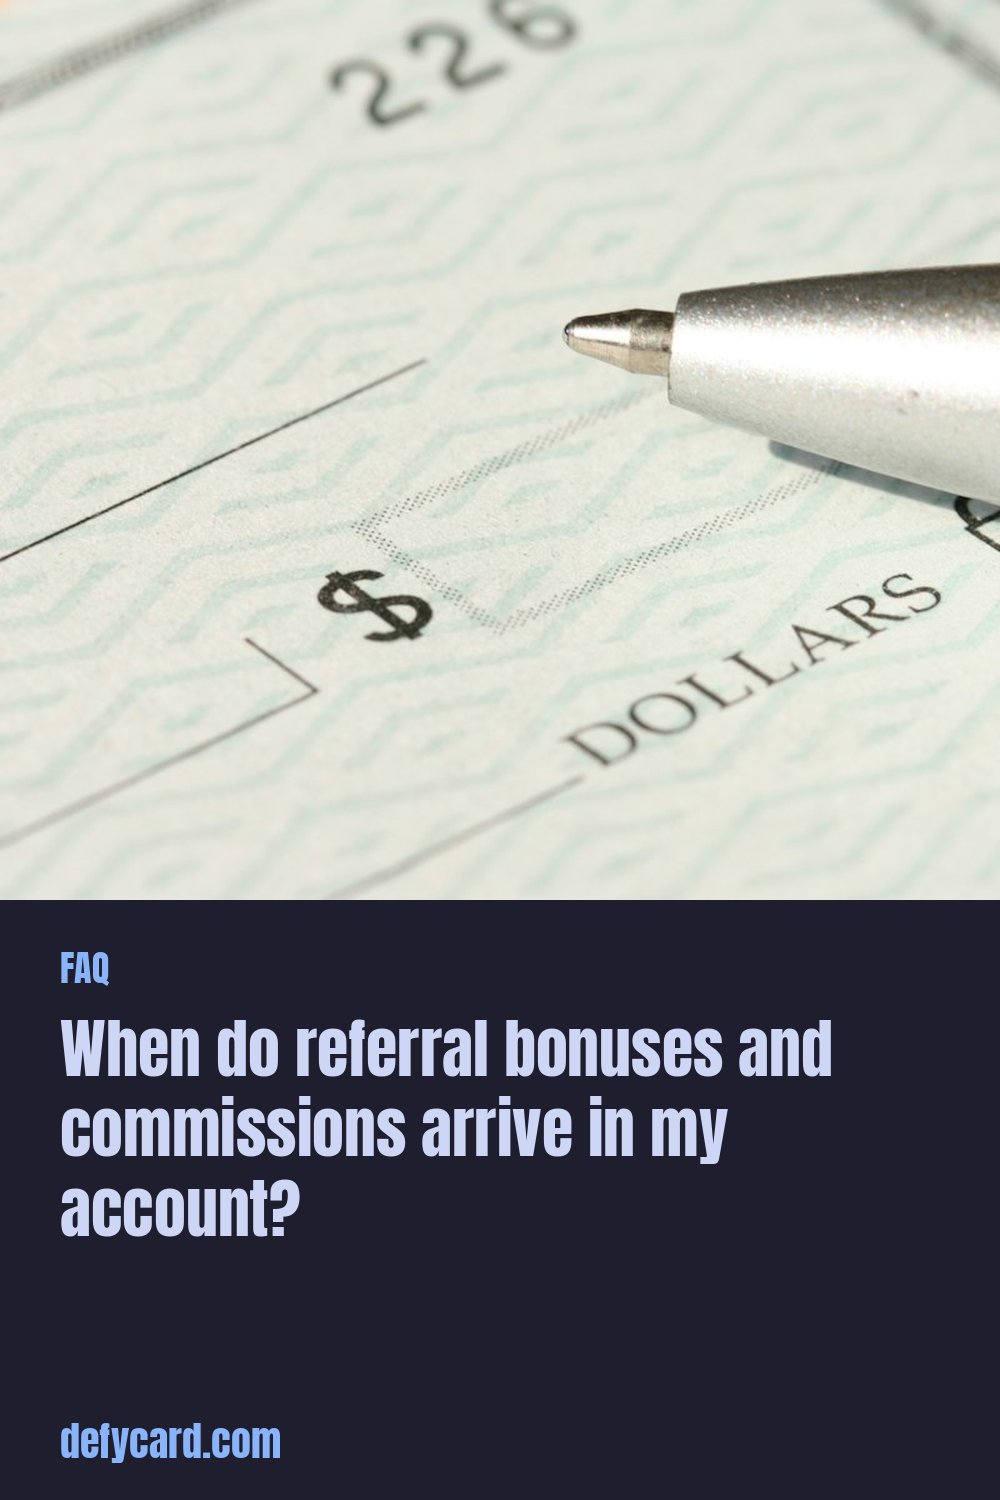 226
$
DOLLARS
FAQ
When do referral bonuses and
commissions arrive in my
account?
defycard.com